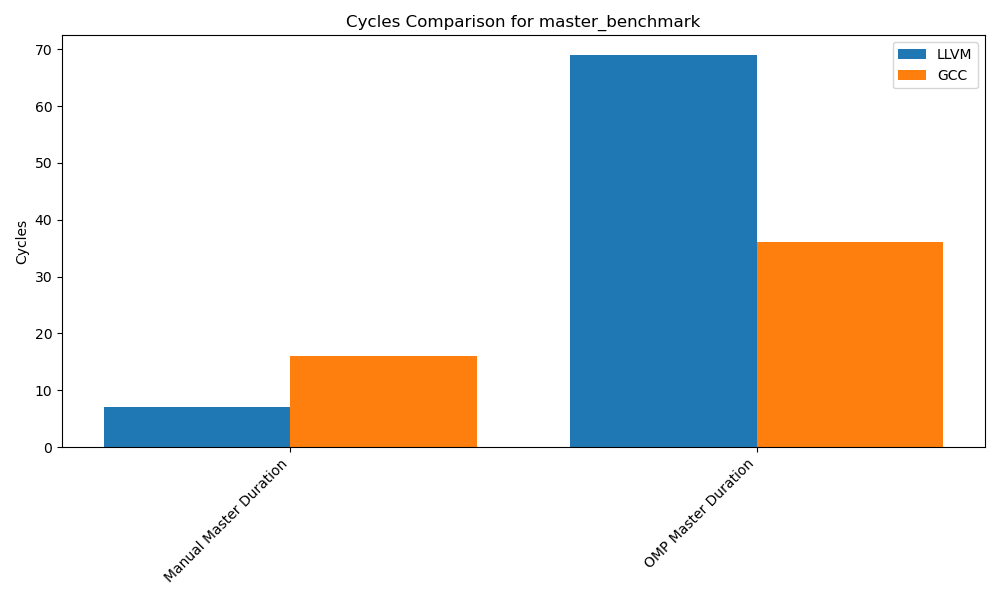 Cycles Comparison for master_benchmark
LLVM
GCC
Cycles
70
60
50
40
30
20
10
0
Manual Master Duration
OMP Master Duration